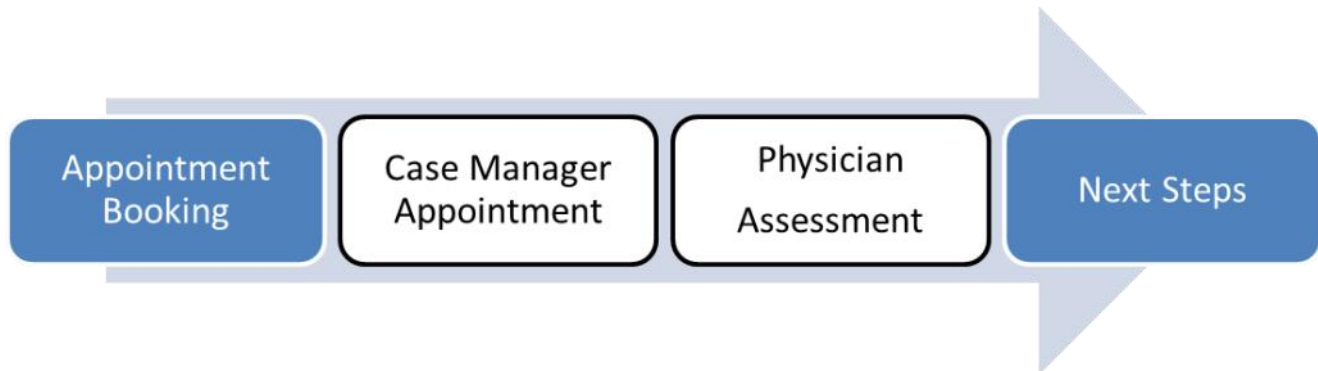 Appointment
Booking
Case Manager
Appointment
Physician
Assessment
Next Steps